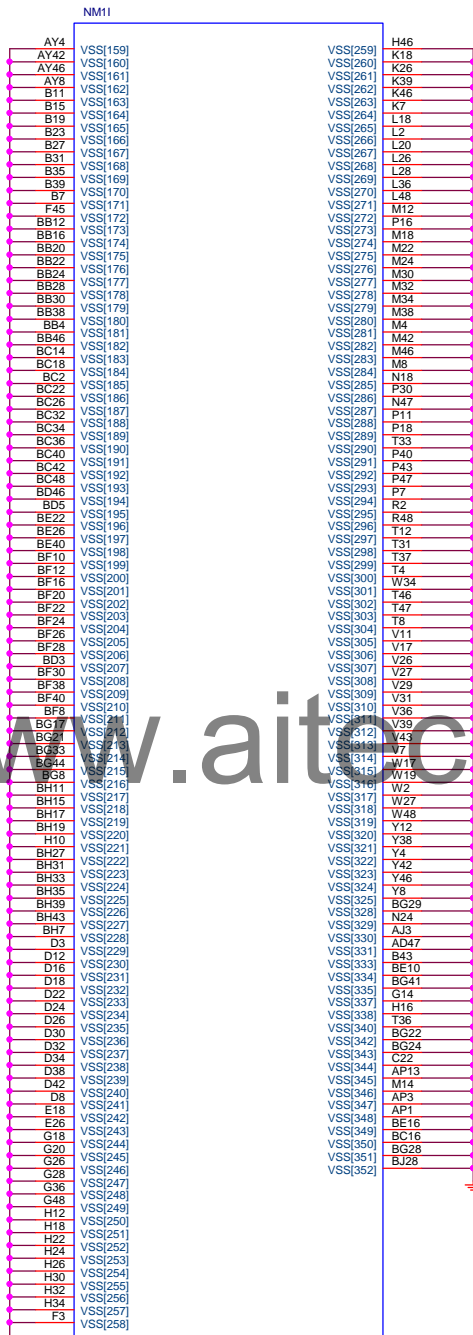 NM1I
AY4 VSS[159]
AY42 VSS[160]
AY46 VSS[161]
AY8 VSS[162]
B11 VSS[163]
B15 VSS[164]
B19 VSS[165]
B23 VSS[166]
B27 VSS[167]
B31 VSS[168]
B35 VSS[169]
B39 VSS[170]
B7 VSS[171]
F45 VSS[172]
BB12 VSS[173]
BB16 VSS[174]
BB20 VSS[175]
BB22 VSS[176]
BB24 VSS[177]
BB28 VSS[178]
BB30 VSS[179]
BB38 VSS[180]
BB4 VSS[181]
BB46 VSS[182]
BC14 VSS[183]
BC18 VSS[184]
BC2 VSS[185]
BC22 VSS[186]
BC26 VSS[187]
BC32 VSS[188]
BC34 VSS[189]
BC36 VSS[190]
BC40 VSS[191]
BC42 VSS[192]
BC48 VSS[193]
BD46 VSS[194]
BD5 VSS[195]
BE22 VSS[196]
BE26 VSS[197]
BE40 VSS[198]
BF10 VSS[199]
BF12 VSS[200]
BF16 VSS[201]
BF20 VSS[202]
BF22 VSS[203]
BF24 VSS[204]
BF26 VSS[205]
BF28 VSS[206]
BD3 VSS[207]
BF30 VSS[208]
BF38 VSS[209]
BF40 VSS[210]
BF8 VSS[211]
BG17 VSS[212]
BG21 VSS[213]
BG33 VSS[214]
BG44 VSS[215]
BG8 VSS[216]
BH11 VSS[217]
BH15 VSS[218]
BH17 VSS[219]
BH19 VSS[220]
H10 VSS[221]
BH27 VSS[222]
BH31 VSS[223]
BH33 VSS[224]
BH35 VSS[225]
BH39 VSS[226]
BH43 VSS[227]
BH7 VSS[228]
D3 VSS[229]
D12 VSS[230]
D16 VSS[231]
D18 VSS[232]
D22 VSS[233]
D24 VSS[234]
D26 VSS[235]
D30 VSS[236]
D32 VSS[237]
D34 VSS[238]
D38 VSS[239]
D42 VSS[240]
D8 VSS[241]
E18 VSS[242]
E26 VSS[243]
G18 VSS[244]
G20 VSS[245]
G26 VSS[246]
G28 VSS[247]
G36 VSS[248]
G48 VSS[249]
H12 VSS[250]
H18 VSS[251]
H22 VSS[252]
H24 VSS[253]
H26 VSS[254]
H30 VSS[255]
H32 VSS[256]
H34 VSS[257]
F3 VSS[258]
VSS[259] H46
VSS[260] K18
VSS[261] K26
VSS[262] K39
VSS[263] K46
VSS[264] K7
VSS[265] L18
VSS[266] L2
VSS[267] L20
VSS[268] L26
VSS[269] L28
VSS[270] L36
VSS[271] L48
VSS[272] M12
VSS[273] P16
VSS[274] M18
VSS[275] M22
VSS[276] M24
VSS[277] M30
VSS[278] M32
VSS[279] M34
VSS[280] M38
VSS[281] M4
VSS[282] M42
VSS[283] M46
VSS[284] M8
VSS[285] N18
VSS[286] P30
VSS[287] N47
VSS[288] P11
VSS[289] P18
VSS[290] T33
VSS[291] P40
VSS[292] P43
VSS[293] P47
VSS[294] P7
VSS[295] R2
VSS[296] R48
VSS[297] T12
VSS[298] T31
VSS[299] T37
VSS[300] T4
VSS[301] W34
VSS[302] T46
VSS[303] T47
VSS[304] T8
VSS[305] V11
VSS[306] V17
VSS[307] V26
VSS[308] V27
VSS[309] V29
VSS[310] V31
VSS[311] V36
VSS[312] V39
VSS[313] V43
VSS[314] V7
VSS[315] W17
VSS[316] W19
VSS[317] W2
VSS[318] W27
VSS[319] W48
VSS[320] Y12
VSS[321] Y38
VSS[322] Y4
VSS[323] Y42
VSS[324] Y46
VSS[325] Y8
VSS[328] BG29
VSS[329] N24
VSS[330] AJ3
VSS[331] AD47
VSS[333] B43
VSS[334] BE10
VSS[335] BG41
VSS[337] G14
VSS[338] H16
VSS[340] T36
VSS[342] BG22
VSS[343] BG24
VSS[344] C22
VSS[345] AP13
VSS[346] M14
VSS[347] AP3
VSS[348] AP1
VSS[349] BE16
VSS[350] BC16
VSS[351] BG28
VSS[352] BJ28
ww.aitec